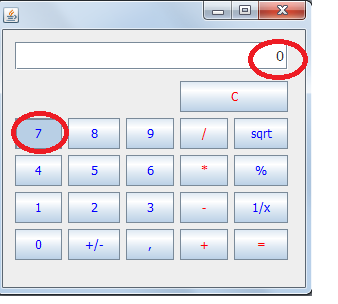 0
C
7 8 9 / sqrt
4 5 6 * %
1 2 3 - 1/x
0 +/- , + =